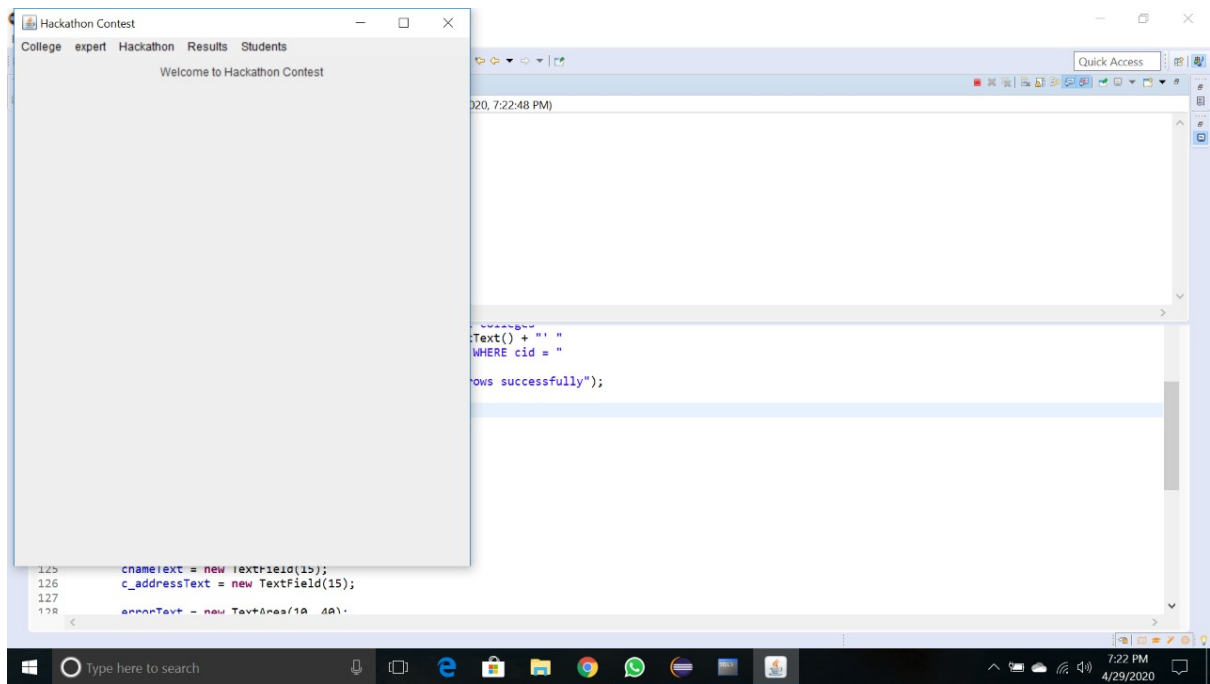 Hackathon Contest
College expert Hackathon Results Students
Welcome to Hackathon Contest
Quick Access
020, 7:22:48 PM)
colleges
Text() + "' "
WHERE cid = "
rows successfully");
125 cnameText = new TextField(15);
126 c_addressText = new TextField(15);
127
128 errorText = new TextArea(10, 40);
Type here to search
7:22 PM
4/29/2020